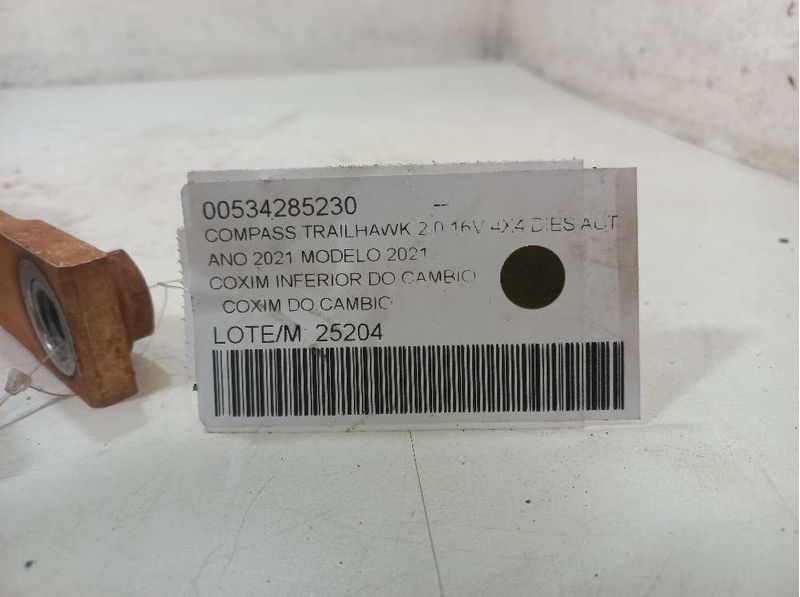 00534285230 --
COMPASS TRAILHAWK 2.0 16V 4X4 DIES AUT
ANO 2021 MODELO 2021
COXIM INFERIOR DO CAMBIO
COXIM DO CAMBIO
LOTE/M: 25204